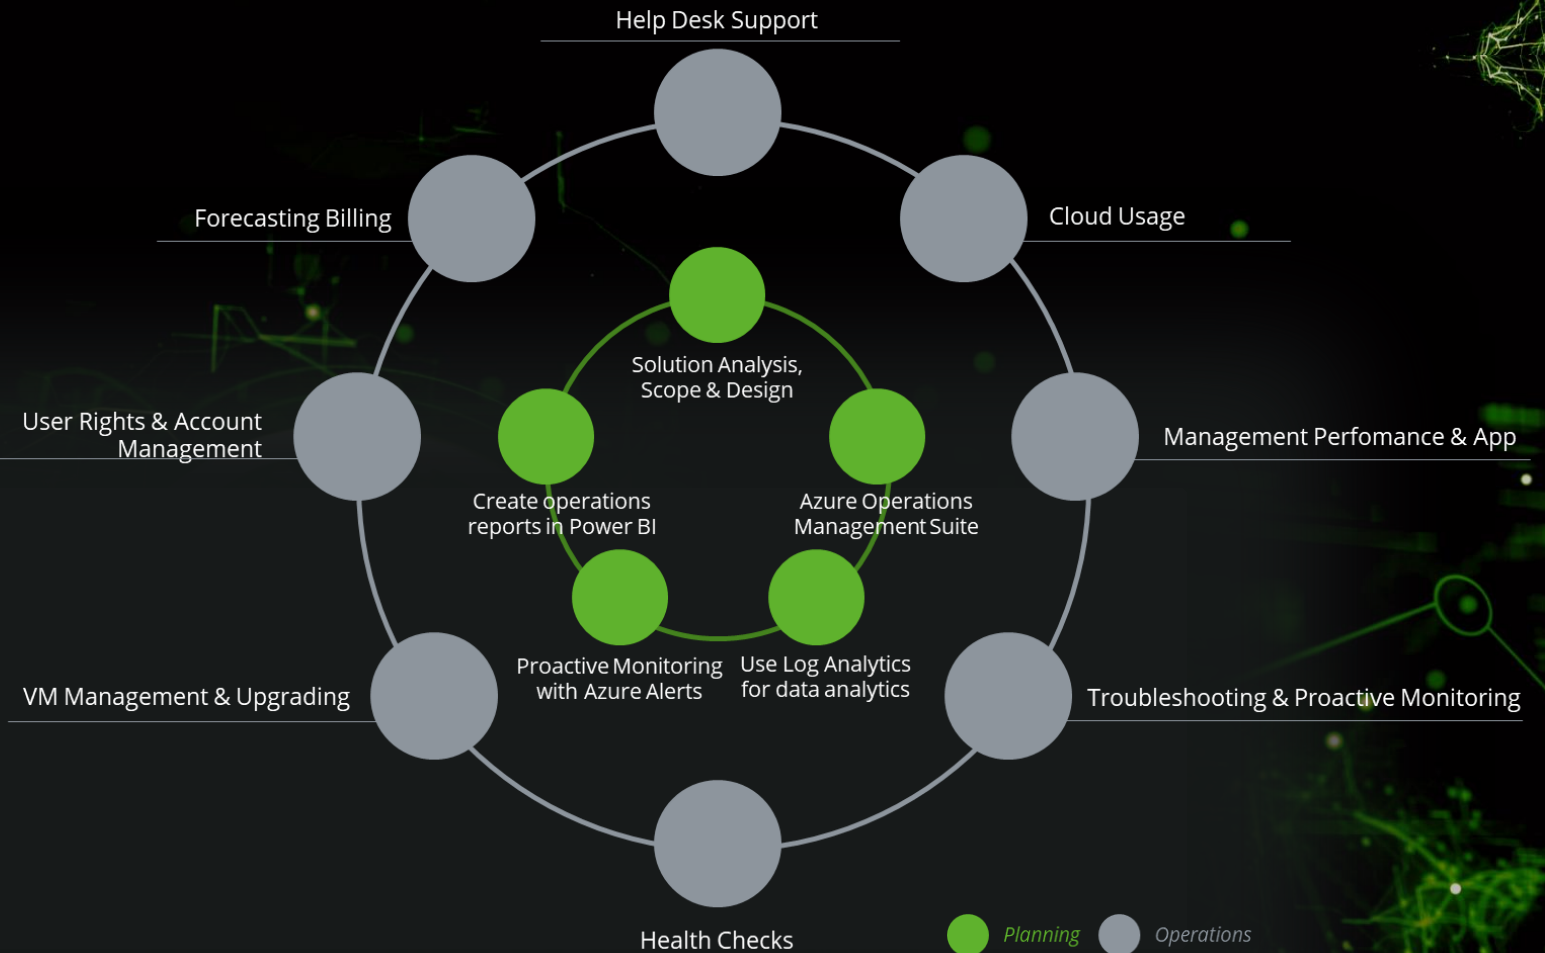 Help Desk Support
Forecasting Billing
Cloud Usage
Solution Analysis,
Scope & Design
User Rights & Account
Management
Management Perfomance & App
Create operations
reports in Power BI
Azure Operations
Management Suite
Proactive Monitoring
with Azure Alerts
Use Log Analytics
for data analytics
VM Management & Upgrading
Troubleshooting & Proactive Monitoring
Health Checks
Planning
Operations